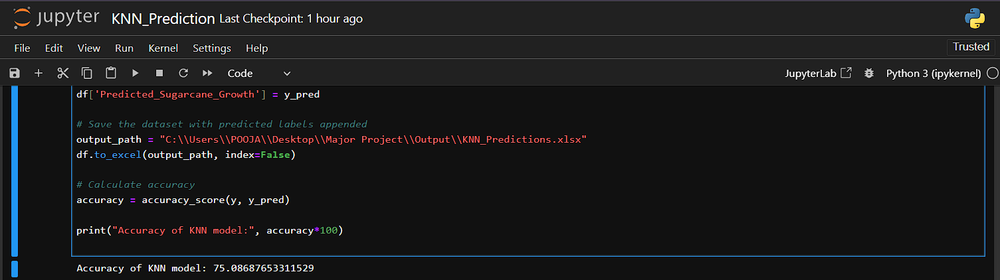 jupyter KNN_Prediction Last Checkpoint: 1 hour ago
File Edit View Run Kernel Settings Help Trusted
Code JupyterLab Python 3 (ipykernel)
df['Predicted_Sugarcane_Growth'] = y_pred
# Save the dataset with predicted labels appended
output_path = "C:\\Users\\POOJA\\Desktop\\Major Project\\Output\\KNN_Predictions.xlsx"
df.to_excel(output_path, index=False)
# Calculate accuracy
accuracy = accuracy_score(y, y_pred)
print("Accuracy of KNN model:", accuracy*100)
Accuracy of KNN model: 75.08687653311529